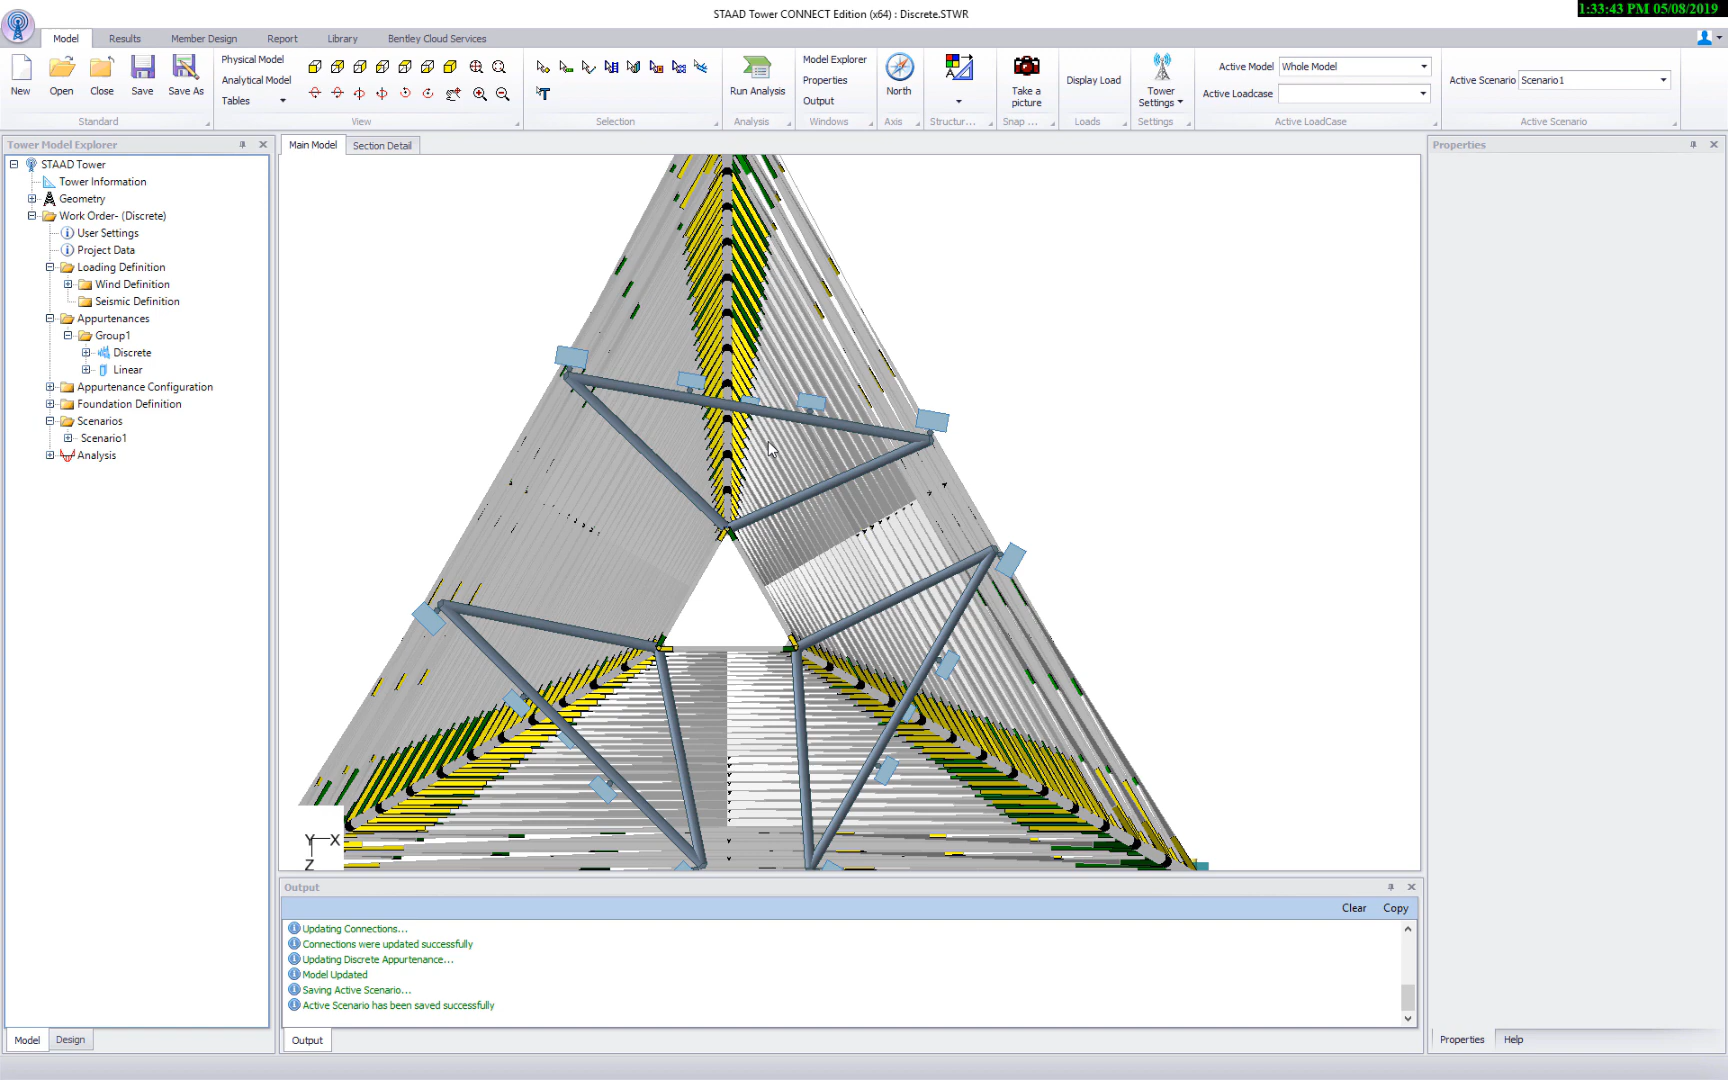 STAAD Tower CONNECT Edition (x64) : Discrete.STWR
1:33:43 PM 05/08/2019
Model
Results
Member Design
Report
Library
Bentley Cloud Services
New
Open
Close
Save
Save As
Standard
Physical Model
Analytical Model
Tables
View
Selection
Run Analysis
Analysis
Model Explorer
Properties
Output
Windows
North
Axis
Structur...
Take a
picture
Snap ...
Display Load
Loads
Tower
Settings
Settings
Active Model
Whole Model
Active Loadcase
Active LoadCase
Active Scenario
Scenario1
Active Scenario
Tower Model Explorer
STAAD Tower
Tower Information
Geometry
Work Order- (Discrete)
User Settings
Project Data
Loading Definition
Wind Definition
Seismic Definition
Appurtenances
Group1
Discrete
Linear
Appurtenance Configuration
Foundation Definition
Scenarios
Scenario1
Analysis
Model
Design
Main Model
Section Detail
Y X
Z
Output
Clear
Copy
Updating Connections...
Connections were updated successfully
Updating Discrete Appurtenance...
Model Updated
Saving Active Scenario...
Active Scenario has been saved successfully
Output
Properties
Properties
Help